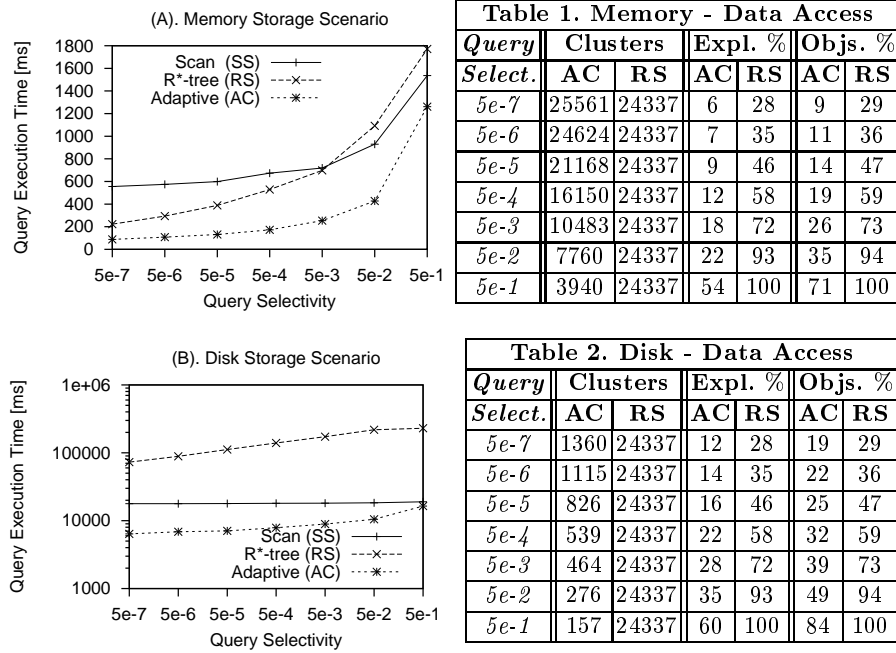 (A). Memory Storage Scenario
Query Execution Time [ms]
1800
1600
1400
1200
1000
800
600
400
200
0
Scan (SS)
R*-tree (RS)
Adaptive (AC)
5e-7 5e-6 5e-5 5e-4 5e-3 5e-2 5e-1
Query Selectivity
Table 1. Memory - Data Access
Query Clusters Expl. % Objs. %
Select. AC RS AC RS AC RS
5e-7 25561 24337 6 28 9 29
5e-6 24624 24337 7 35 11 36
5e-5 21168 24337 9 46 14 47
5e-4 16150 24337 12 58 19 59
5e-3 10483 24337 18 72 26 73
5e-2 7760 24337 22 93 35 94
5e-1 3940 24337 54 100 71 100
(B). Disk Storage Scenario
Query Execution Time [ms]
1e+06
100000
10000
1000
Scan (SS)
R*-tree (RS)
Adaptive (AC)
5e-7 5e-6 5e-5 5e-4 5e-3 5e-2 5e-1
Query Selectivity
Table 2. Disk - Data Access
Query Clusters Expl. % Objs. %
Select. AC RS AC RS AC RS
5e-7 1360 24337 12 28 19 29
5e-6 1115 24337 14 35 22 36
5e-5 826 24337 16 46 25 47
5e-4 539 24337 22 58 32 59
5e-3 464 24337 28 72 39 73
5e-2 276 24337 35 93 49 94
5e-1 157 24337 60 100 84 100